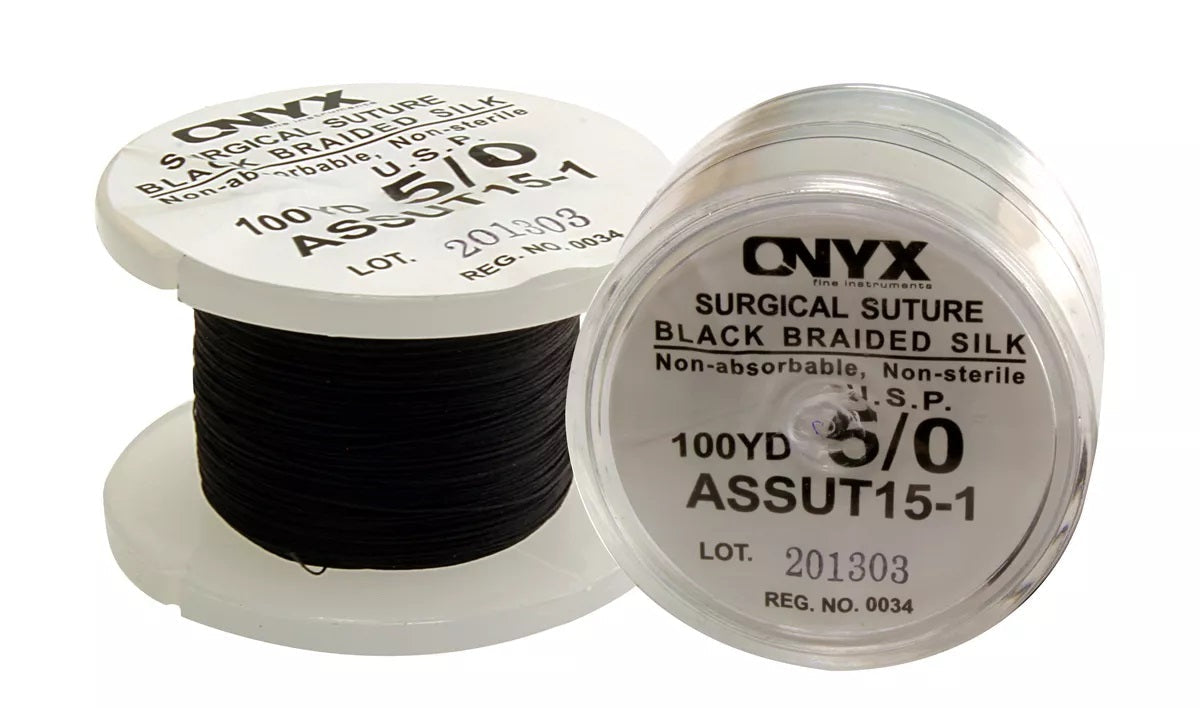 ONYX
fine instruments
SURGICAL SUTURE
BLACK BRAIDED SILK
Non-absorbable, Non-sterile
U.S.P.
100YD 5/0
ASSUT15-1
LOT. 201303
REG. NO. 0034
ONYX
fine instruments
SURGICAL SUTURE
BLACK BRAIDED SILK
Non-absorbable, Non-sterile
U.S.P.
100YD 5/0
ASSUT15-1
LOT. 201303
REG. NO. 0034